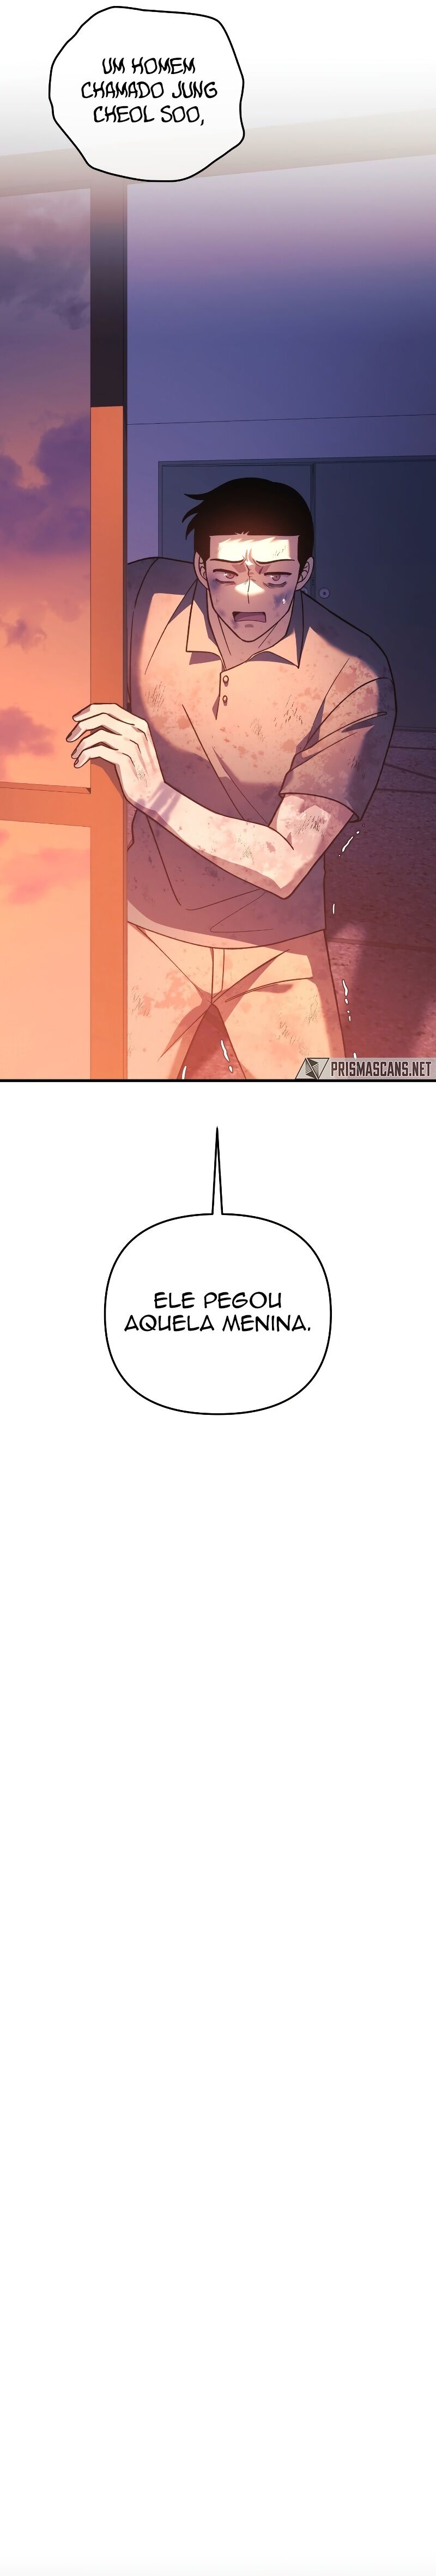 UM HOMEM
CHAMADO JUNG
CHEOL SOO,
PRISMASCANS.NET
ELE PEGOU
AQUELA MENINA.